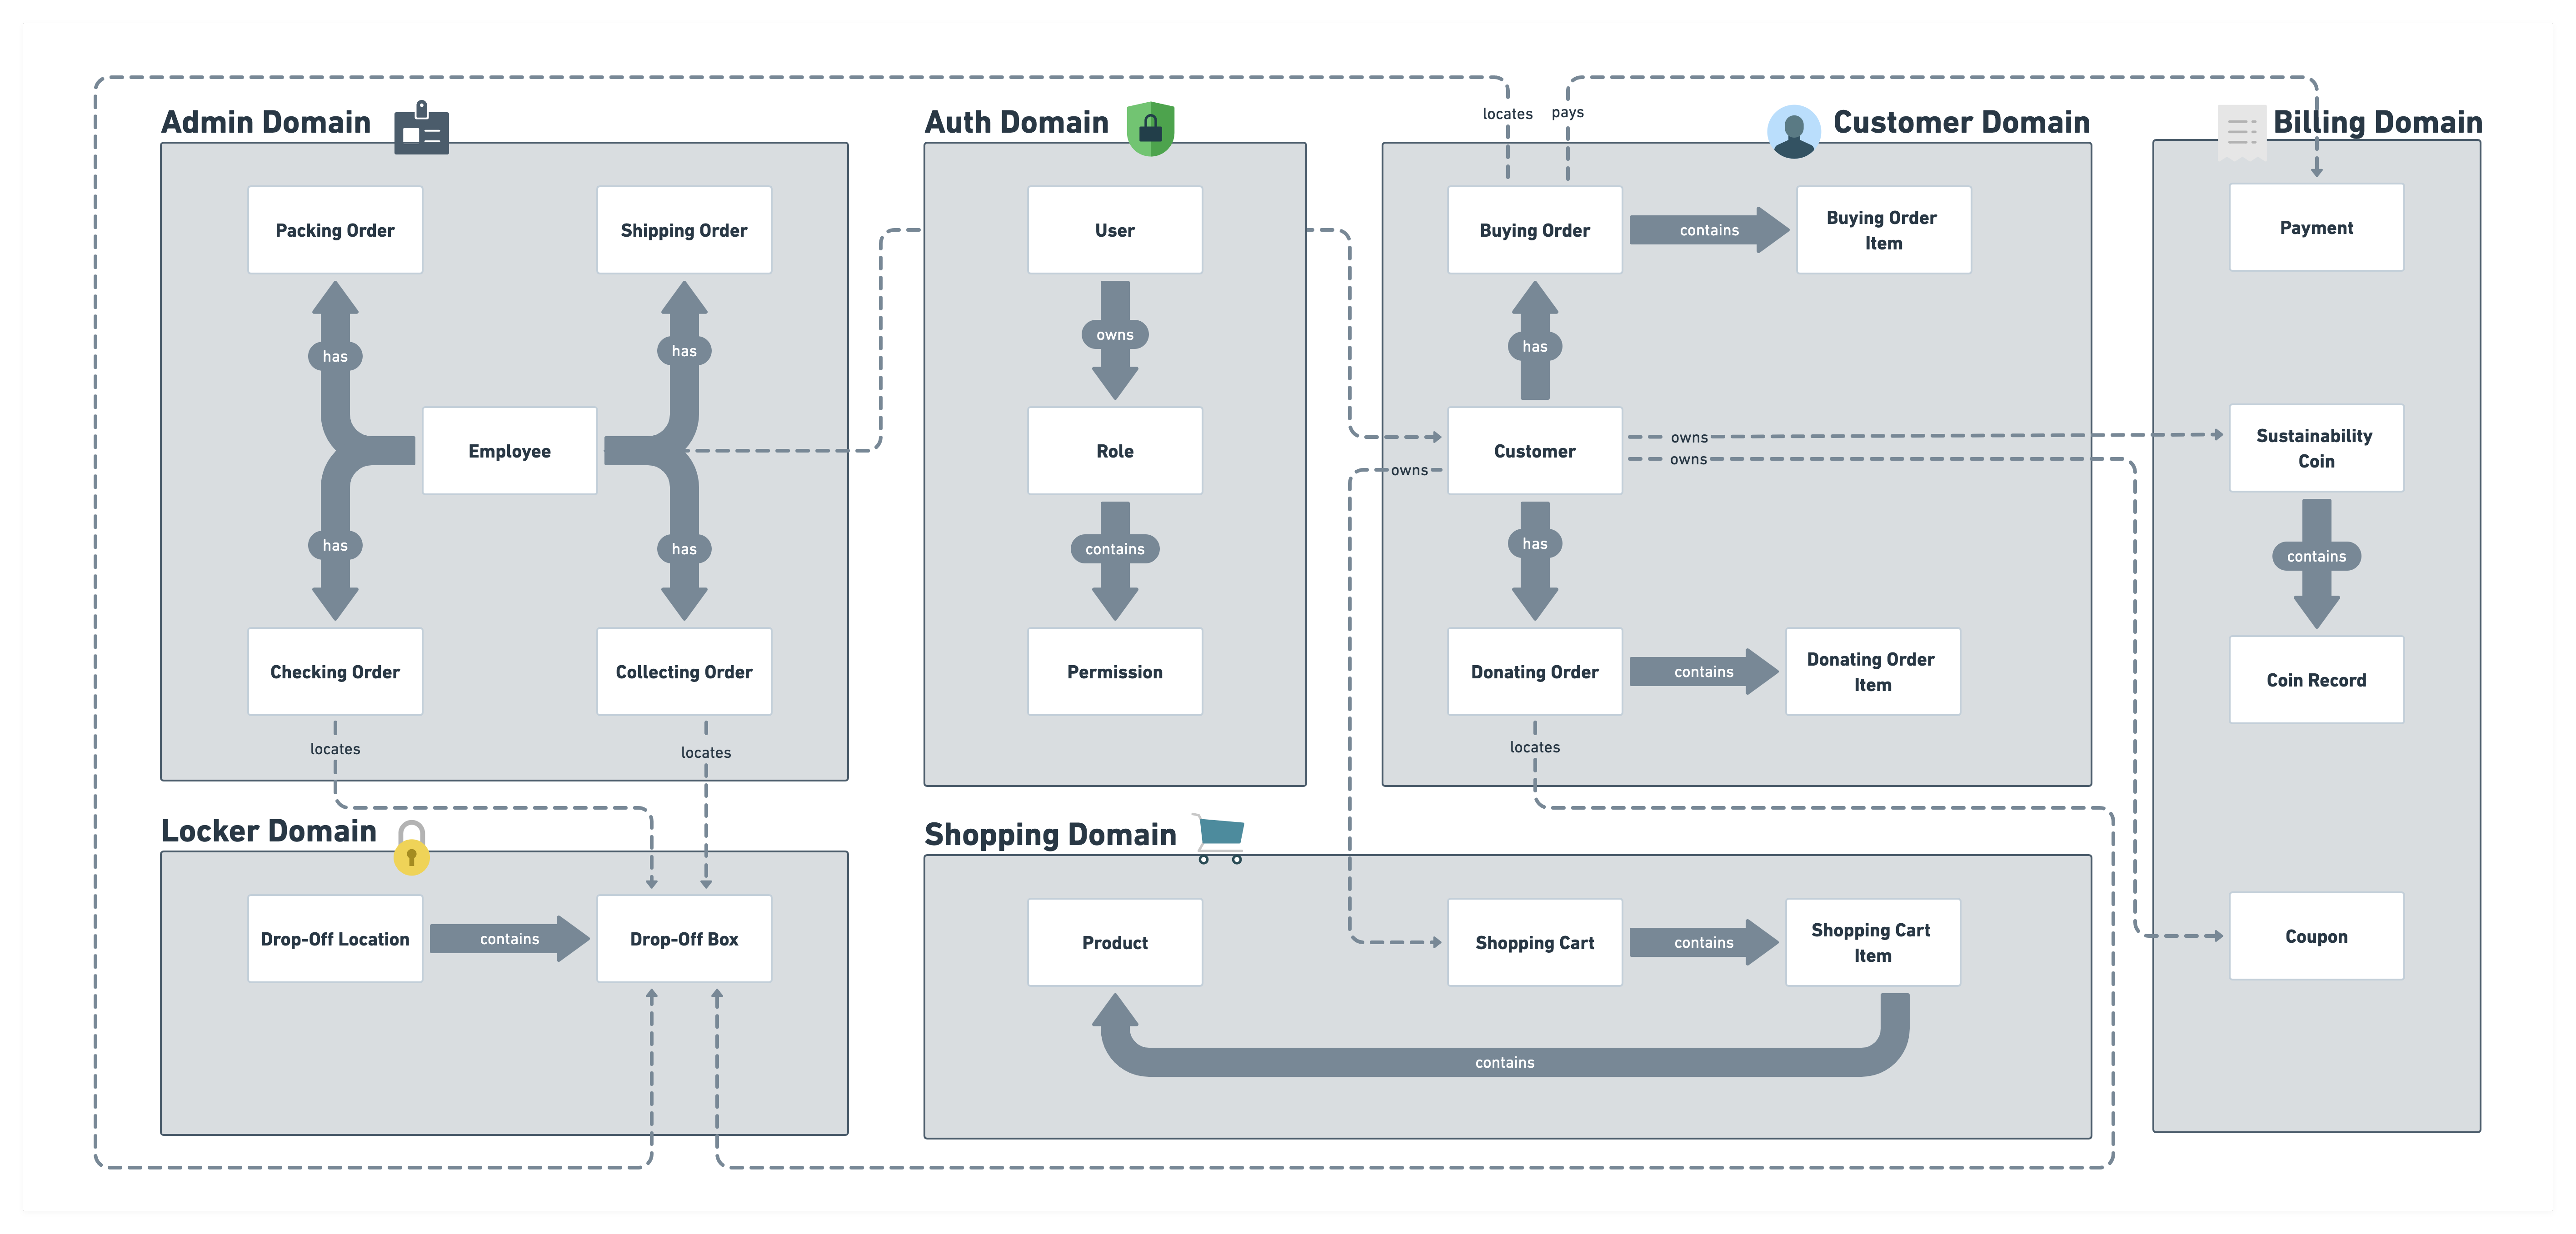 locates
pays
Admin Domain
Auth Domain
Customer Domain
Billing Domain
Packing Order
Shipping Order
has
has
Employee
has
has
Checking Order
Collecting Order
locates
locates
User
owns
Role
contains
Permission
Buying Order
contains
Buying Order
Item
has
Customer
owns
owns
owns
has
Donating Order
contains
Donating Order
Item
locates
Payment
Sustainability
Coin
contains
Coin Record
Coupon
Locker Domain
Drop-Off Location
contains
Drop-Off Box
Shopping Domain
Product
Shopping Cart
contains
Shopping Cart
Item
contains